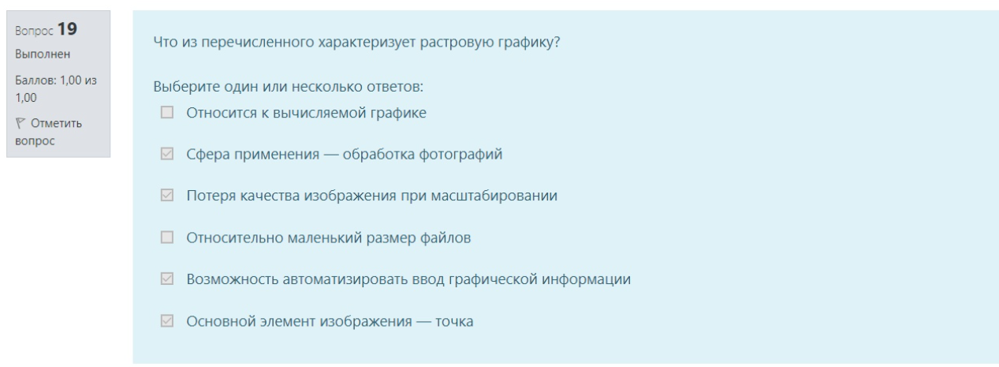 Вопрос 19
Выполнен
Баллов: 1,00 из
1,00
Отметить
вопрос
Что из перечисленного характеризует растровую графику?
Выберите один или несколько ответов:
Относится к вычисляемой графике
Сфера применения — обработка фотографий
Потеря качества изображения при масштабировании
Относительно маленький размер файлов
Возможность автоматизировать ввод графической информации
Основной элемент изображения — точка